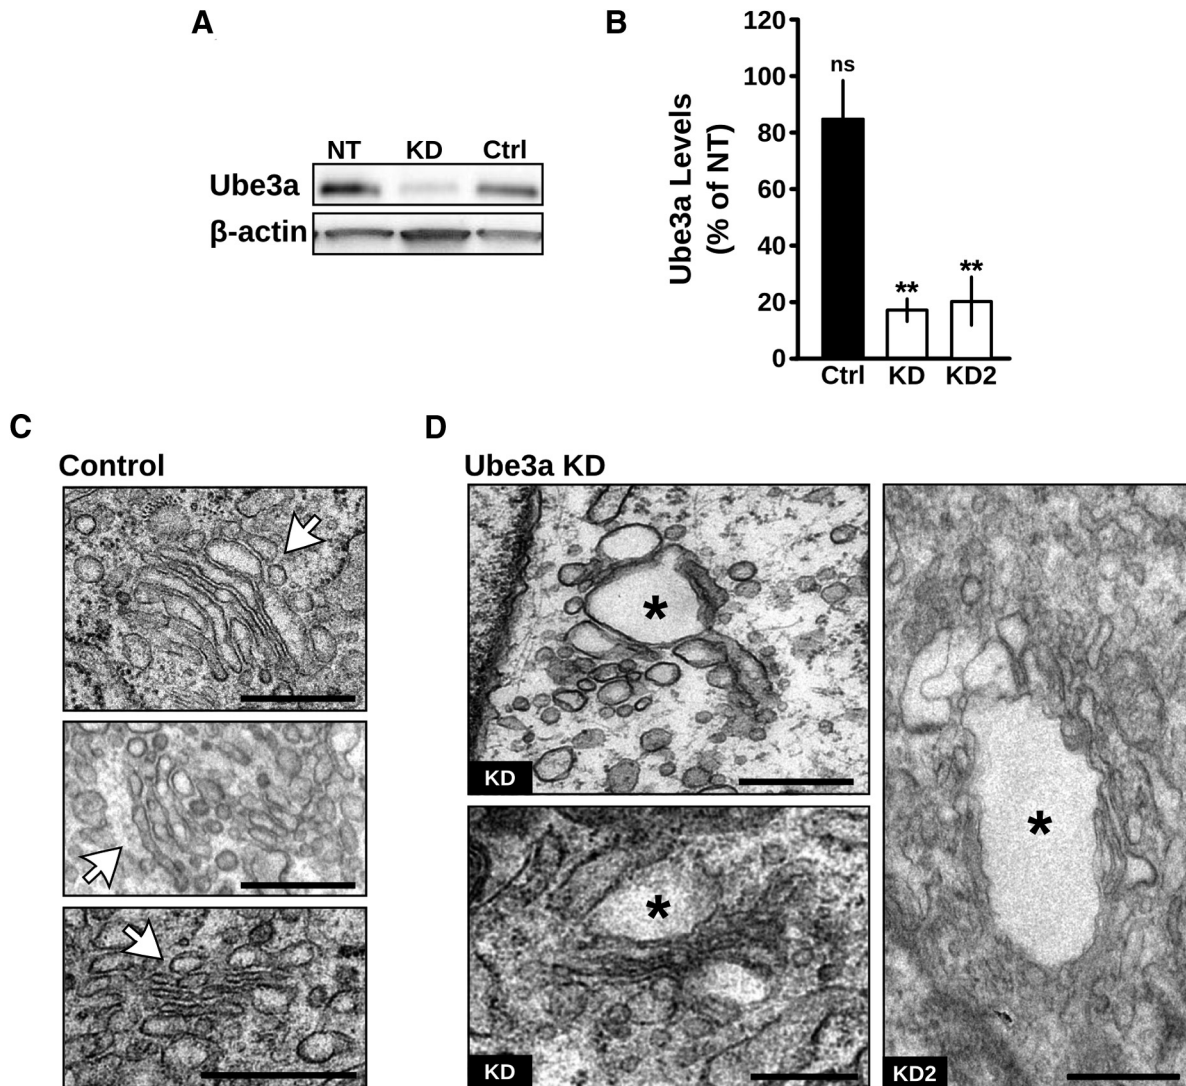 A
NT KD Ctrl
Ube3a
β-actin
B
Ube3a Levels
(% of NT)
120
100
80
60
40
20
0
ns
**
**
Ctrl KD KD2
C
Control
D
Ube3a KD
*
KD
*
KD
*
KD2